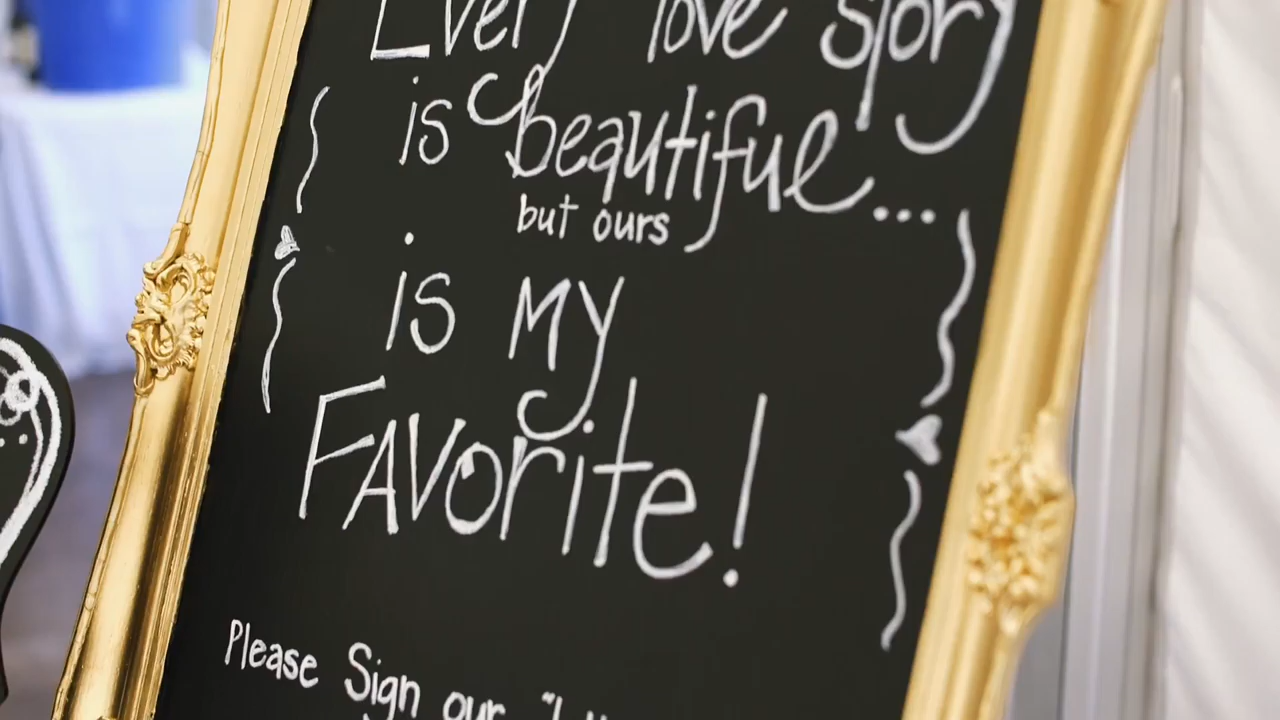 Every love story
is beautiful...
but ours
is my
FAVorite!
Please Sign our